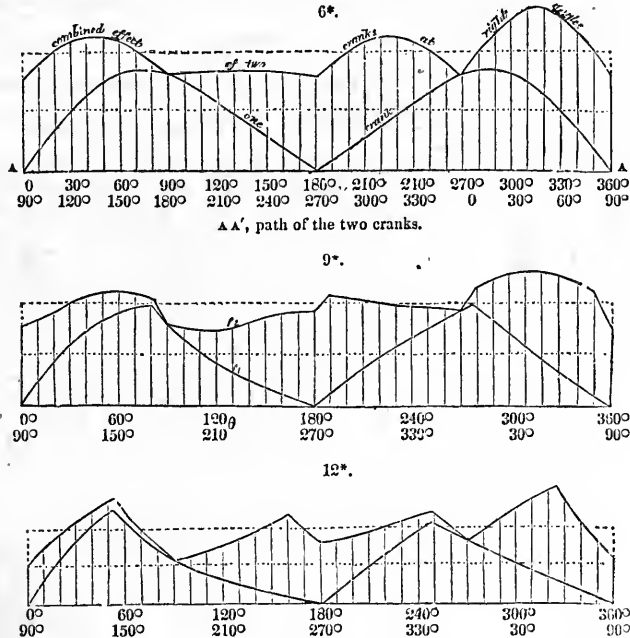 6*.
combined effects of two cranks at right angles
one crank
A A
0 30° 60° 90° 120° 150° 180° 210° 210° 270° 300° 330° 360°
90° 120° 150° 180° 210° 240° 270° 300° 330° 0 30° 60° 90°
A A′, path of the two cranks.
9*.
t2
t1
0° 60° 120 180° 240° 300° 360°
90° 150° 210θ 270° 330° 30° 90°
12*.
0° 60° 120° 180° 240° 300° 360°
90° 150° 210° 270° 330° 30° 90°